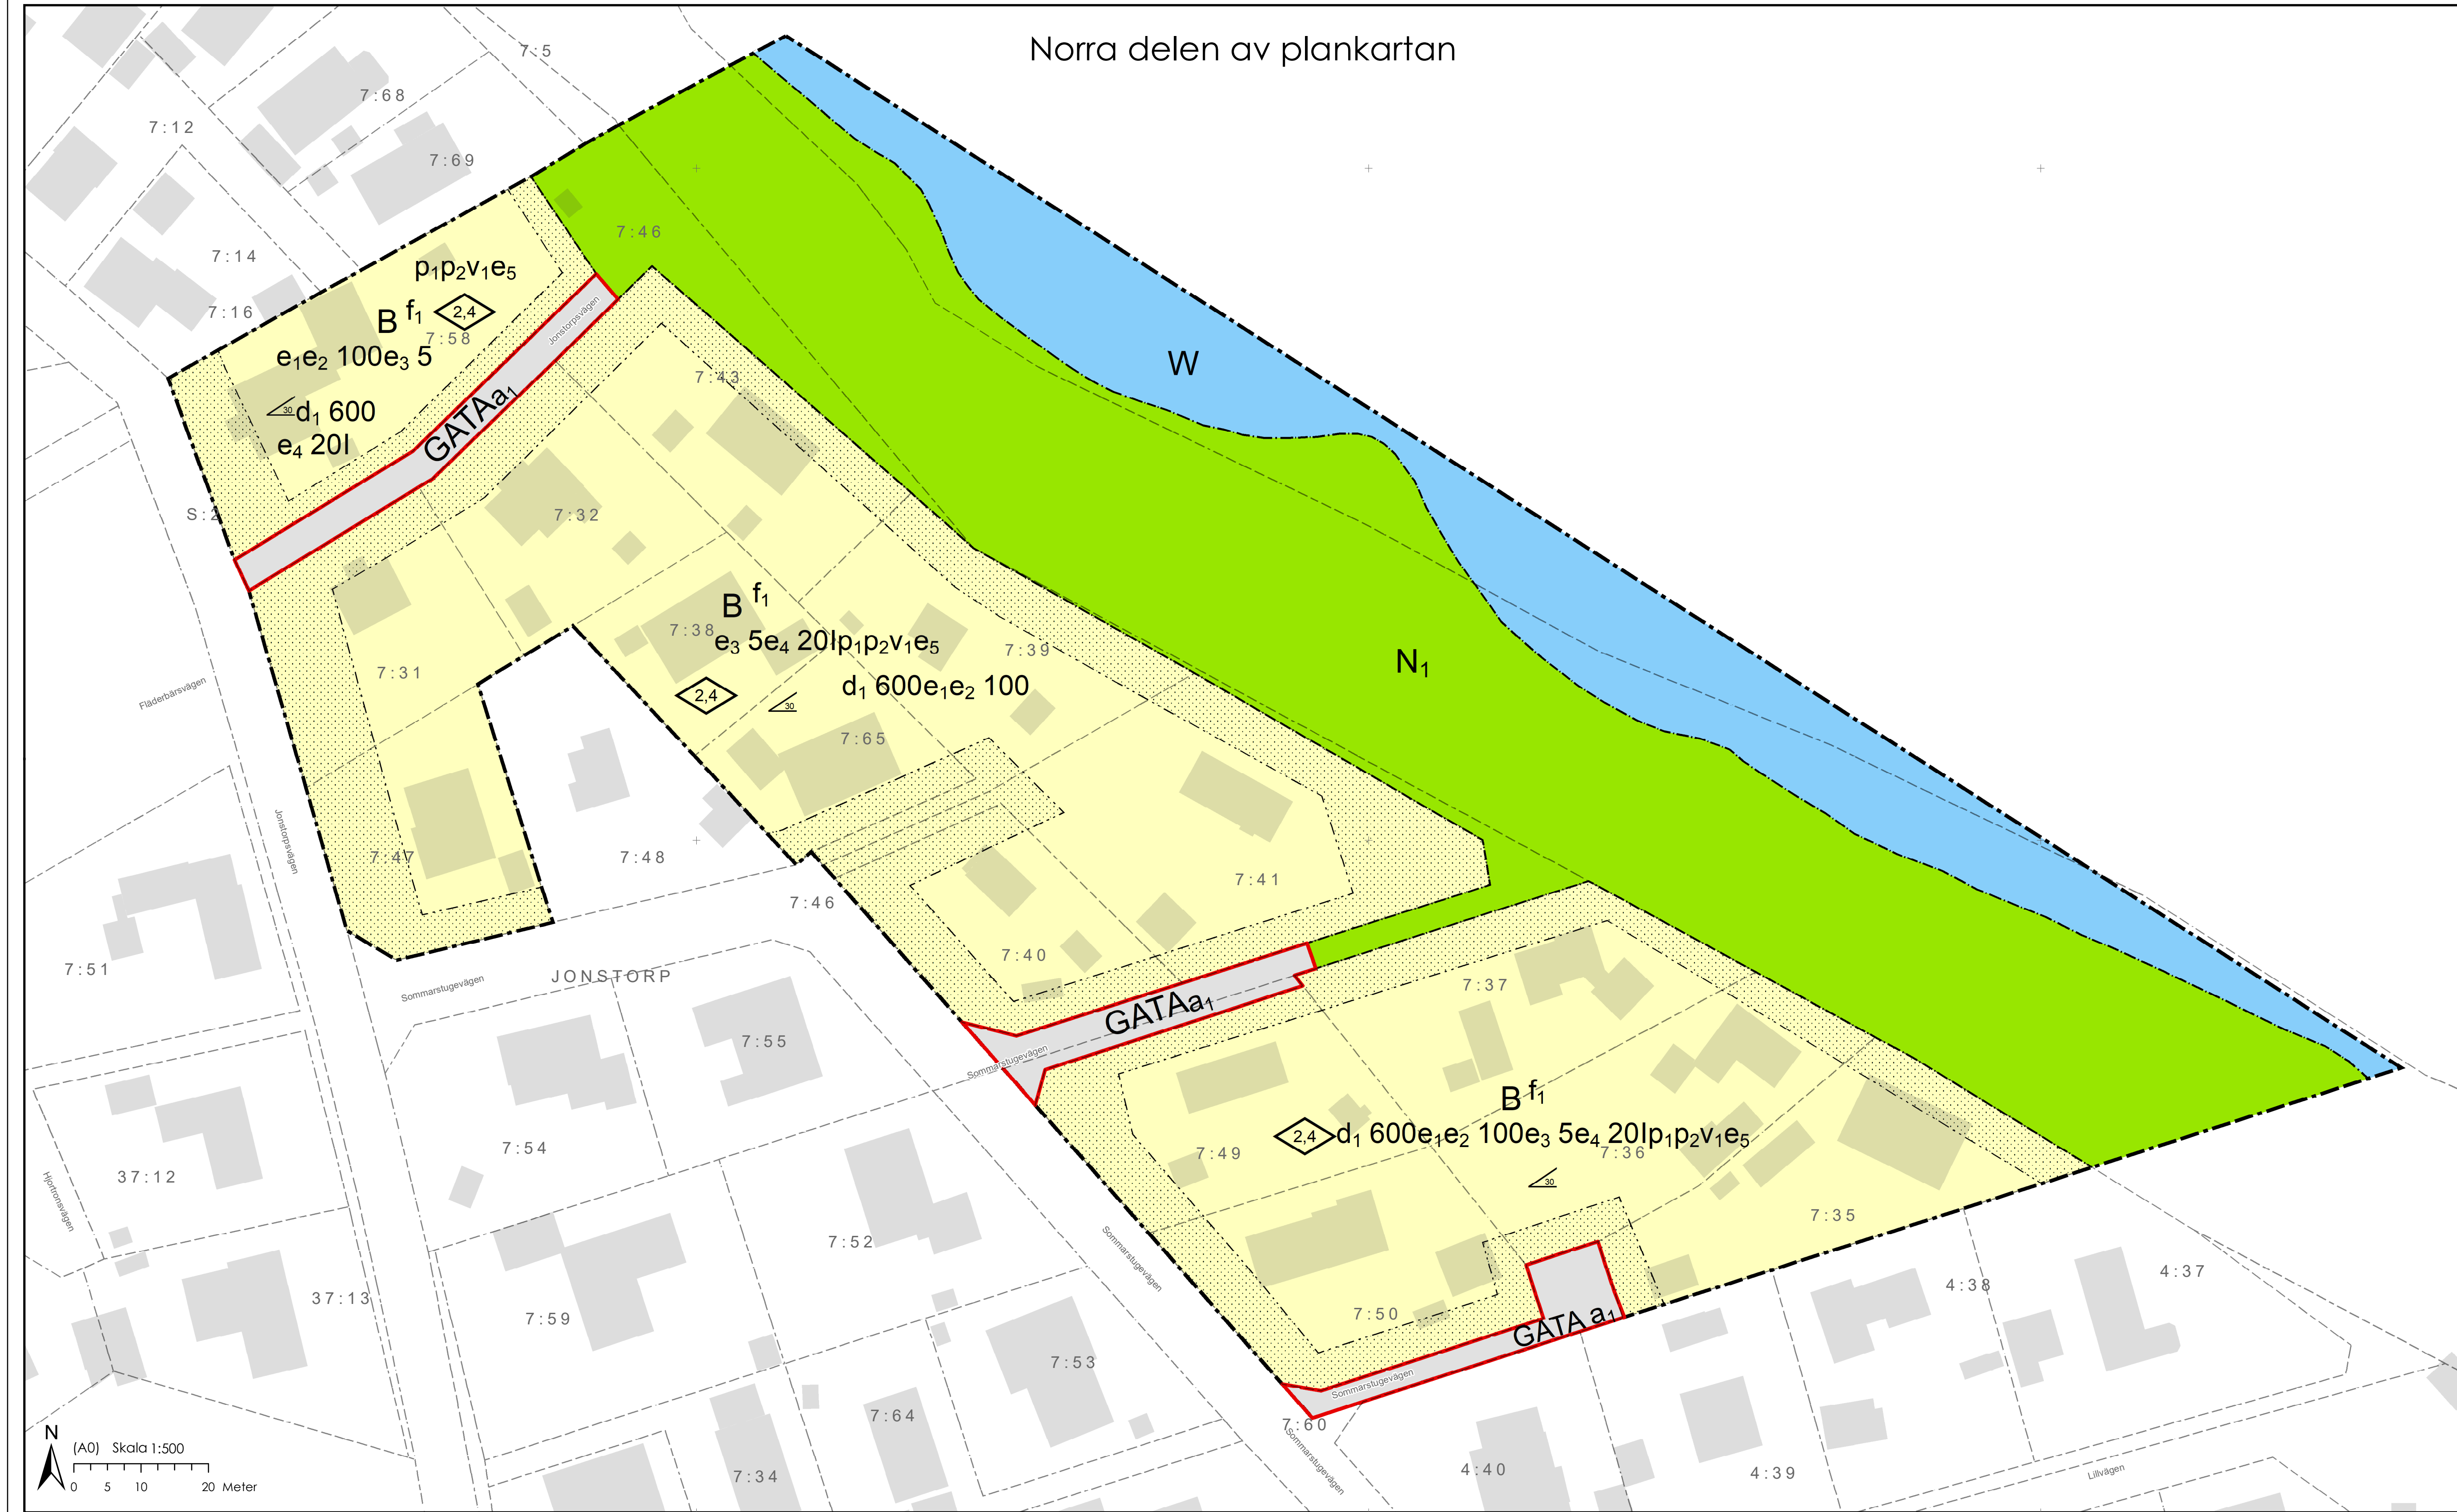 Norra delen av plankartan
7:5
7:68
7:12
7:69
7:46
7:14
p₁p₂v₁e₅
7:16
B f₁ 2,4
7:58
e₁e₂ 100e₃ 5
Jonstorpsvägen
30 d₁ 600
e₄ 20I
GATAa₁
7:43
W
S:2
7:32
B f₁
7:38
e₃ 5e₄ 20Ip₁p₂v₁e₅
7:39
N₁
7:31
2,4
30
d₁ 600e₁e₂ 100
Fläderbärsvägen
7:65
Jonstorpsvägen
7:47
7:48
7:41
7:46
7:40
7:51
JONSTORP
Sommarstugevägen
7:37
GATAa₁
7:55
Sommarstugevägen
B f₁
2,4 d₁ 600e₁e₂ 100e₃ 5e₄ 20Ip₁p₂v₁e₅
7:54
7:49
7:36
37:12
30
Hjortronsvägen
7:35
7:52
Sommarstugevägen
4:38
4:37
37:13
7:59
7:50
GATA a₁
7:53
Sommarstugevägen
7:64
7:60
Sommarstugevägen
N
(A0) Skala 1:500
0 5 10 20 Meter
7:34
4:40
4:39
Lillvägen